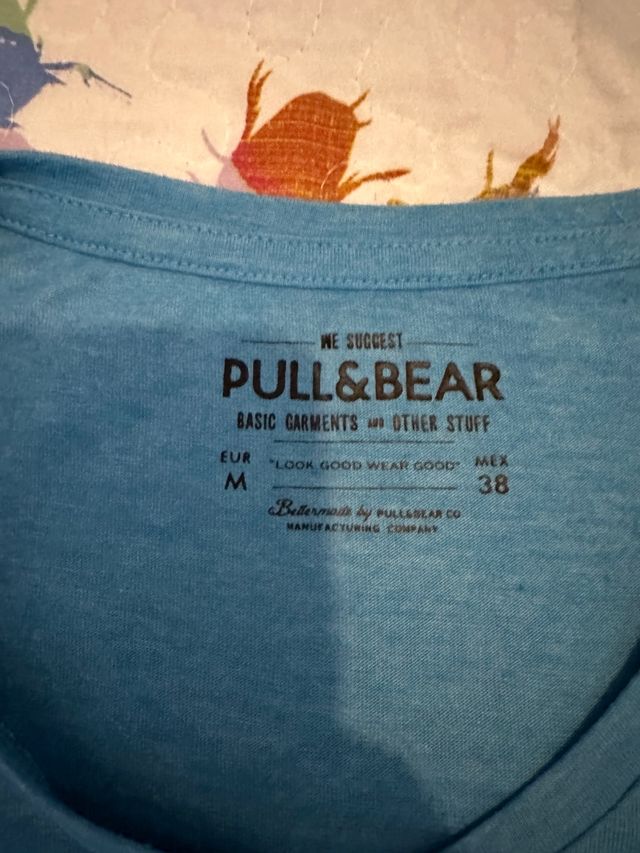 WE SUGGEST
PULL&BEAR
BASIC GARMENTS AND OTHER STUFF
EUR "LOOK GOOD WEAR GOOD" MEX
M 38
Bettermade by PULL&BEAR CO
MANUFACTURING COMPANY